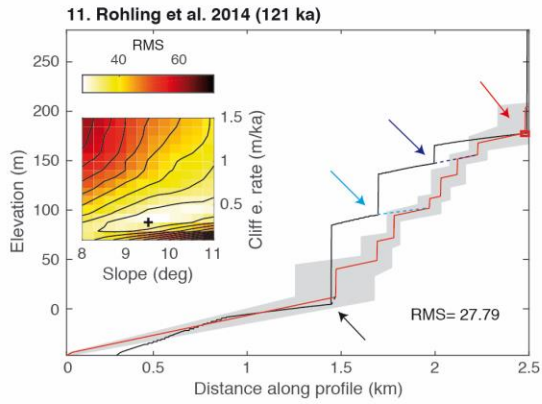 11. Rohling et al. 2014 (121 ka)
RMS
40 60
250
200
150
100
50
0
Elevation (m)
1.5
1
0.5
Cliff e. rate (m/ka)
8 9 10 11
Slope (deg)
RMS= 27.79
0 0.5 1 1.5 2 2.5
Distance along profile (km)